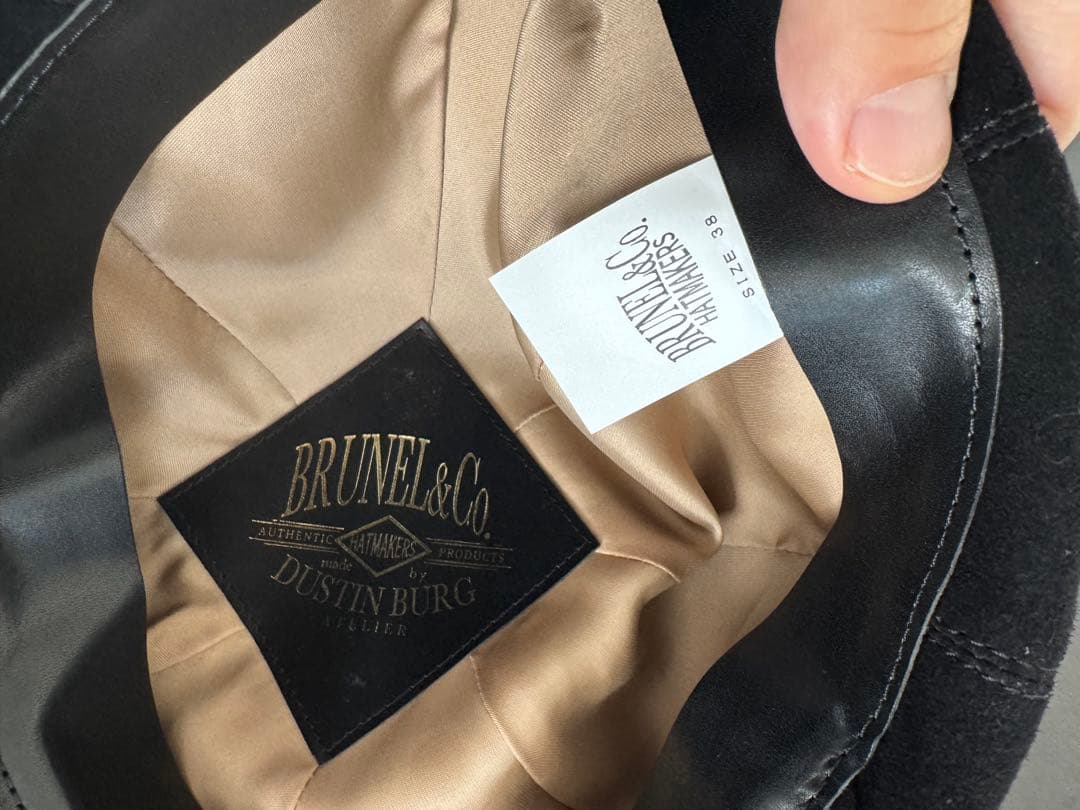 BRUNEL&Co.
AUTHENTIC HATMAKERS PRODUCTS
made by
DUSTIN BURG
ATELIER
BRUNEL&Co.
HATMAKERS
SIZE 38